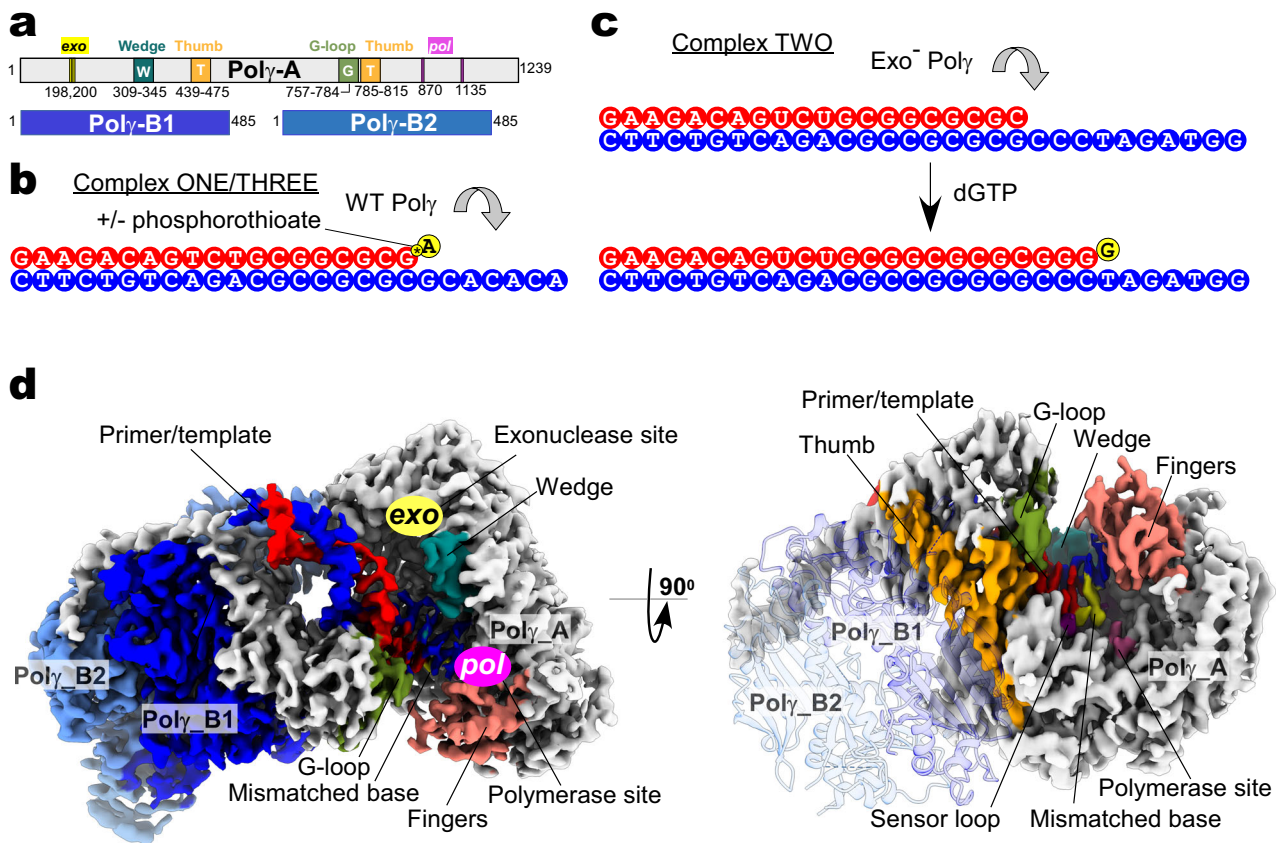 a
exo Wedge Thumb G-loop Thumb pol
1 W T Polγ-A G T 1239
198,200 309-345 439-475 757-784 785-815 870 1135
1 Polγ-B1 485 1 Polγ-B2 485
b
Complex ONE/THREE
WT Polγ
+/- phosphorothioate
GAAGACAGTCTGCGGCGCG*A
CTTCTGTCAGACGCCGCGCGCACACA
c
Complex TWO
Exo⁻ Polγ
GAAGACAGUCUGCGGCGCGC
CTTCTGTCAGACGCCGCGCGCCCTAGATGG
dGTP
GAAGACAGUCUGCGGCGCGCGGGG
CTTCTGTCAGACGCCGCGCGCCCTAGATGG
d
Primer/template
Exonuclease site
Wedge
exo
Polγ_A
pol
Polγ_B2
Polγ_B1
G-loop
Mismatched base
Fingers
Polymerase site
90⁰
Primer/template
G-loop
Thumb
Wedge
Fingers
Polγ_B1
Polγ_B2
Polγ_A
Sensor loop
Mismatched base
Polymerase site